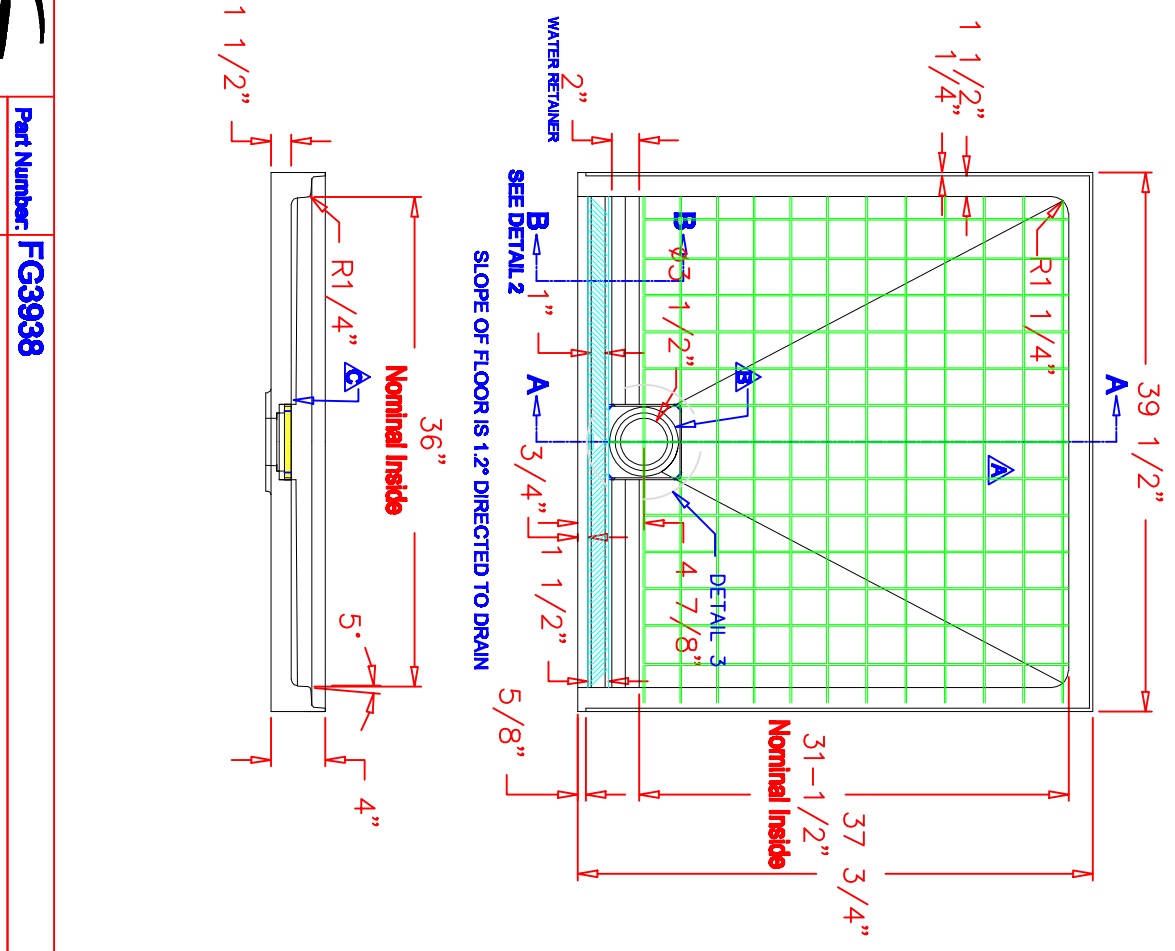 39 1/2”
A
1 1/2”
1/4”
R1 1/4”
A
37 3/4”
31-1/2”
Nominal Inside
B
B
DETAIL 3
Ø3 1/2”
4 7/8”
2”
WATER RETAINER
B
SEE DETAIL 2
1”
A
3/4”
1 1/2”
5/8”
SLOPE OF FLOOR IS 1.2° DIRECTED TO DRAIN
36”
Nominal Inside
C
R1/4”
5°
4”
1 1/2”
Part Number:
FG3938